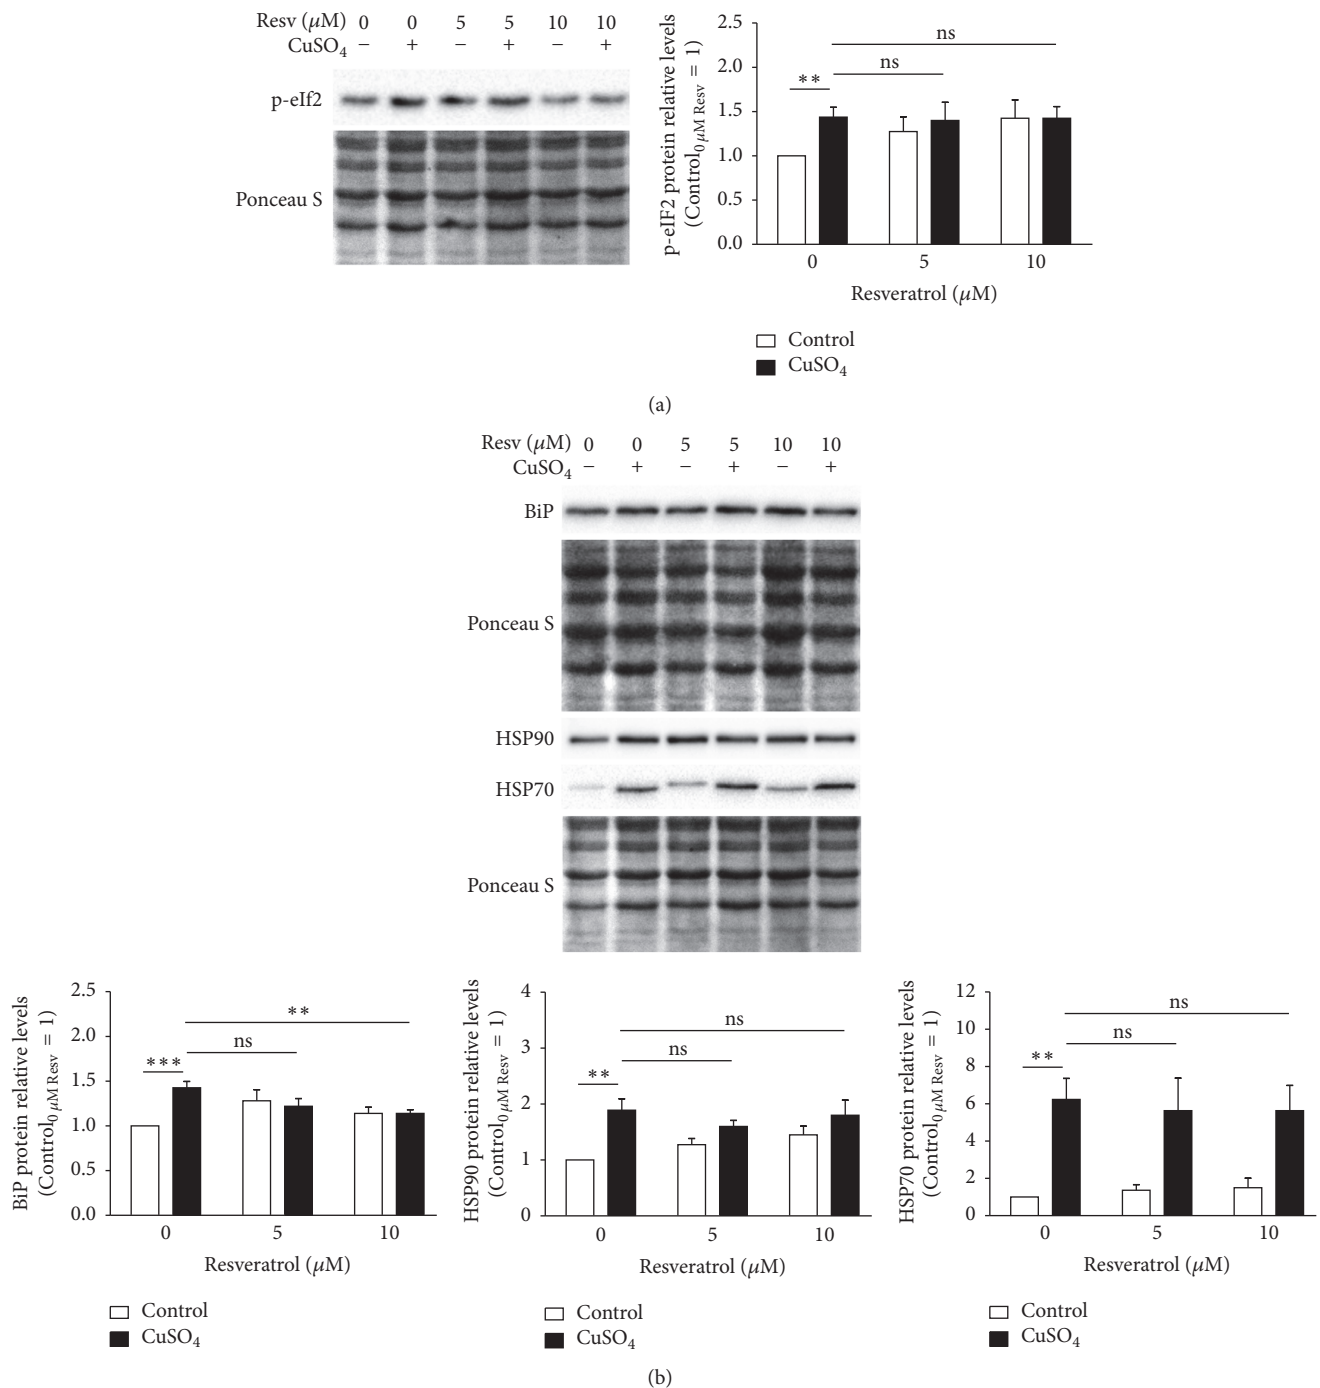 Resv (μM) 0 0 5 5 10 10
CuSO4 − + − + − +
p-eIf2
Ponceau S
p-eIF2 protein relative levels
(Control0 μM Resv = 1)
2.5
2.0
1.5
1.0
0.5
0.0
**
ns
ns
0 5 10
Resveratrol (μM)
Control
CuSO4
(a)
Resv (μM) 0 0 5 5 10 10
CuSO4 − + − + − +
BiP
Ponceau S
HSP90
HSP70
Ponceau S
BiP protein relative levels
(Control0 μM Resv = 1)
2.5
2.0
1.5
1.0
0.5
0.0
***
ns
**
0 5 10
Resveratrol (μM)
Control
CuSO4
HSP90 protein relative levels
(Control0 μM Resv = 1)
4
3
2
1
0
**
ns
ns
0 5 10
Resveratrol (μM)
Control
CuSO4
HSP70 protein relative levels
(Control0 μM Resv = 1)
12
10
8
6
4
2
0
**
ns
ns
0 5 10
Resveratrol (μM)
Control
CuSO4
(b)